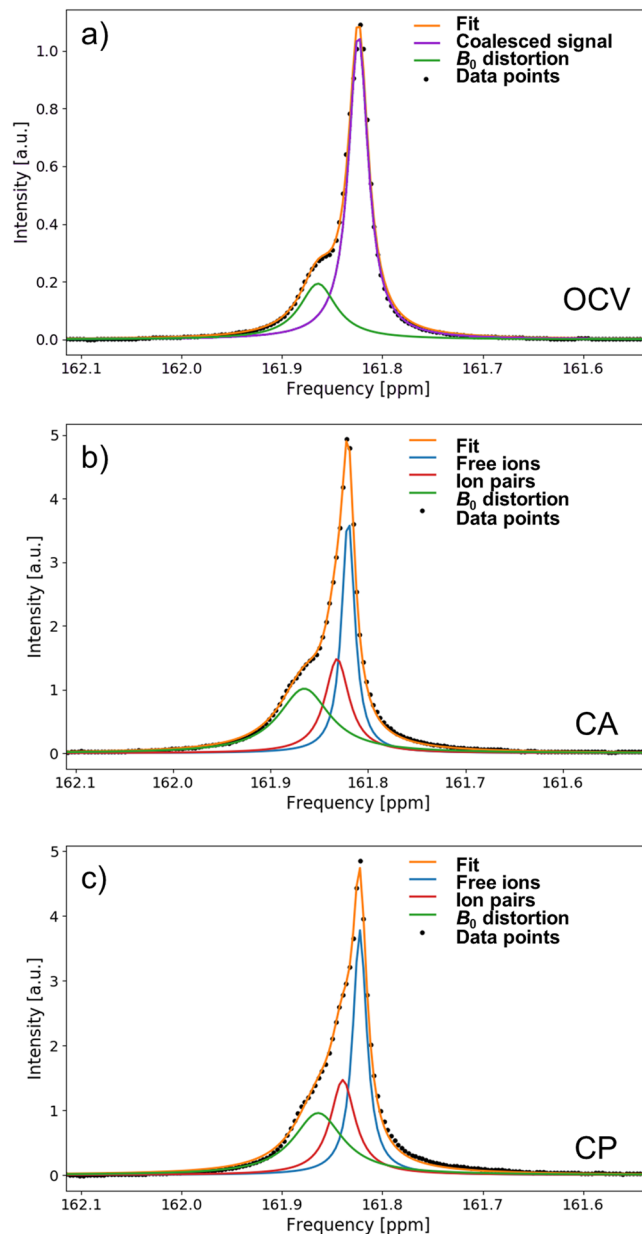 a)
Fit
Coalesced signal
B0 distortion
Data points
Intensity [a.u.]
1.0
0.8
0.6
0.4
0.2
0.0
OCV
162.1 162.0 161.9 161.8 161.7 161.6
Frequency [ppm]
b)
Fit
Free ions
Ion pairs
B0 distortion
Data points
Intensity [a.u.]
5
4
3
2
1
0
CA
162.1 162.0 161.9 161.8 161.7 161.6
Frequency [ppm]
c)
Fit
Free ions
Ion pairs
B0 distortion
Data points
Intensity [a.u.]
5
4
3
2
1
0
CP
162.1 162.0 161.9 161.8 161.7 161.6
Frequency [ppm]